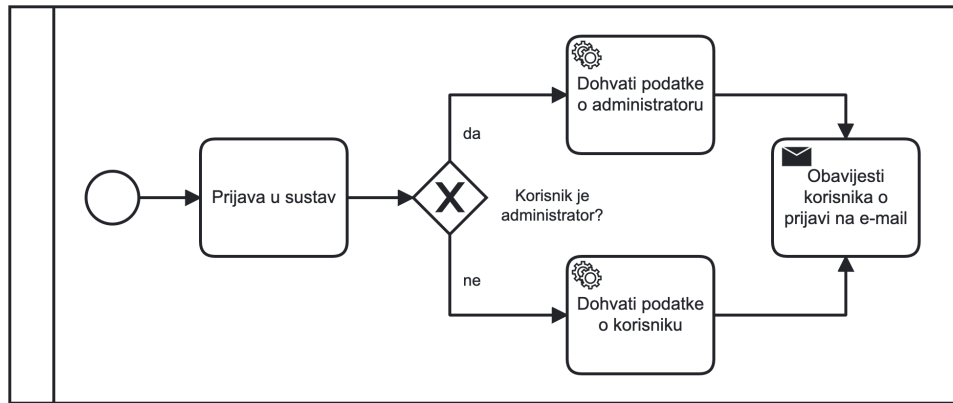 Prijava u sustav
da
Korisnik je
administrator?
ne
Dohvati podatke
o administratoru
Dohvati podatke
o korisniku
Obavijesti
korisnika o
prijavi na e-mail